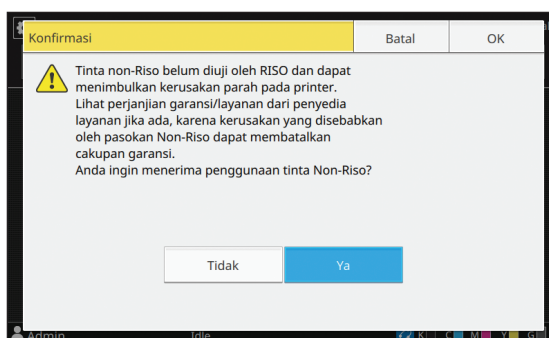 Konfirmasi
Batal
OK
Tinta non-Riso belum diuji oleh RISO dan dapat
menimbulkan kerusakan parah pada printer.
Lihat perjanjian garansi/layanan dari penyedia
layanan jika ada, karena kerusakan yang disebabkan
oleh pasokan Non-Riso dapat membatalkan
cakupan garansi.
Anda ingin menerima penggunaan tinta Non-Riso?
Tidak
Ya
Admin
Idle
K
C
M
Y
G